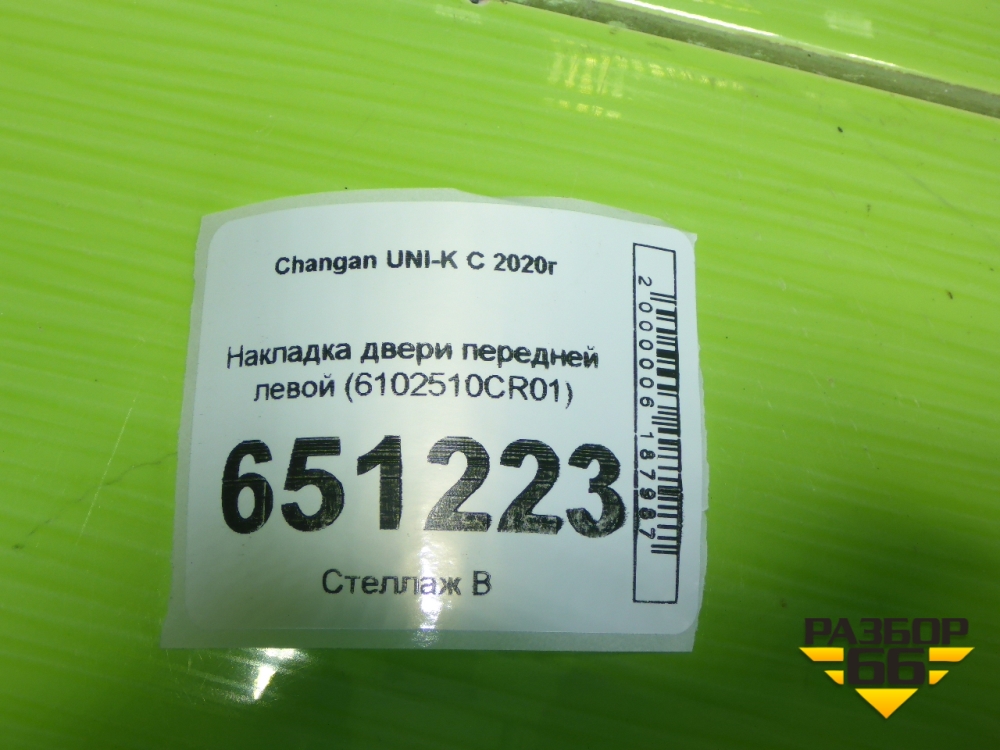 Changan UNI-K С 2020г
Накладка двери передней
левой (6102510CR01)
651223
Стеллаж В
2000006187987
РАЗБОР
66